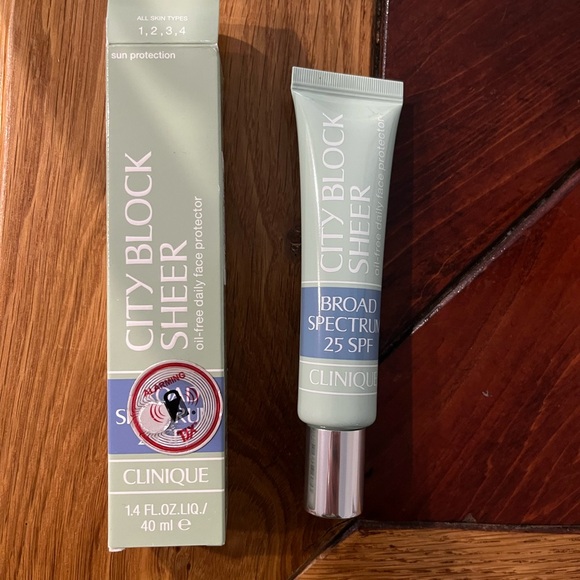 ALL SKIN TYPES
1, 2, 3, 4
sun protection
CITY BLOCK
SHEER
oil-free daily face protector
ALARMING
CLINIQUE
1.4 FL.OZ.LIQ./
40 ml e
CITY BLOCK
SHEER
oil-free daily face protector
BROAD
SPECTRUM
25 SPF
CLINIQUE